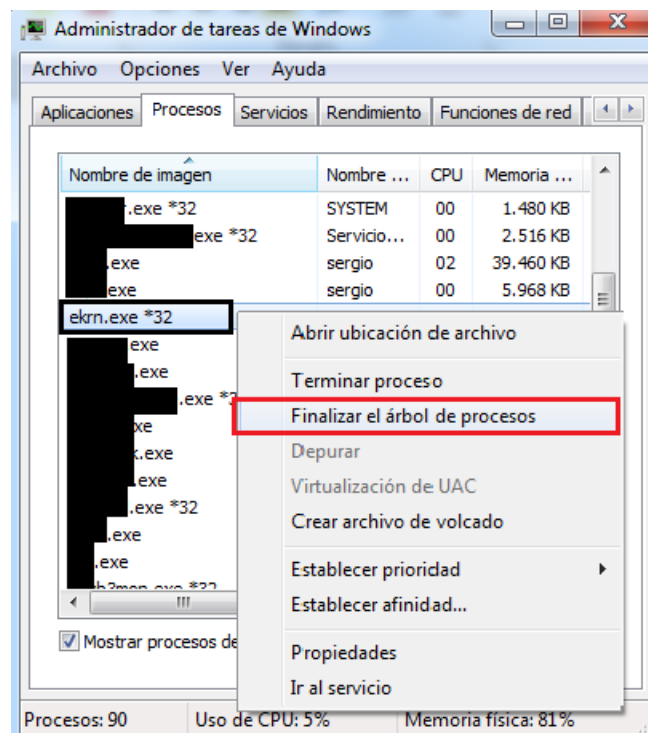 Administrador de tareas de Windows
Archivo Opciones Ver Ayuda
Aplicaciones Procesos Servicios Rendimiento Funciones de red
Nombre de imagen Nombre ... CPU Memoria ...
.exe *32 SYSTEM 00 1.480 KB
exe *32 Servicio... 00 2.516 KB
.exe sergio 02 39.460 KB
exe sergio 00 5.968 KB
ekrn.exe *32
Abrir ubicación de archivo
exe
.exe
Terminar proceso
.exe *3
Finalizar el árbol de procesos
xe
.exe
Depurar
.exe
Virtualización de UAC
.exe *32
Crear archivo de volcado
.exe
.exe
Establecer prioridad
Establecer afinidad...
Mostrar procesos de
Propiedades
Ir al servicio
Procesos: 90 Uso de CPU: 5% Memoria física: 81%